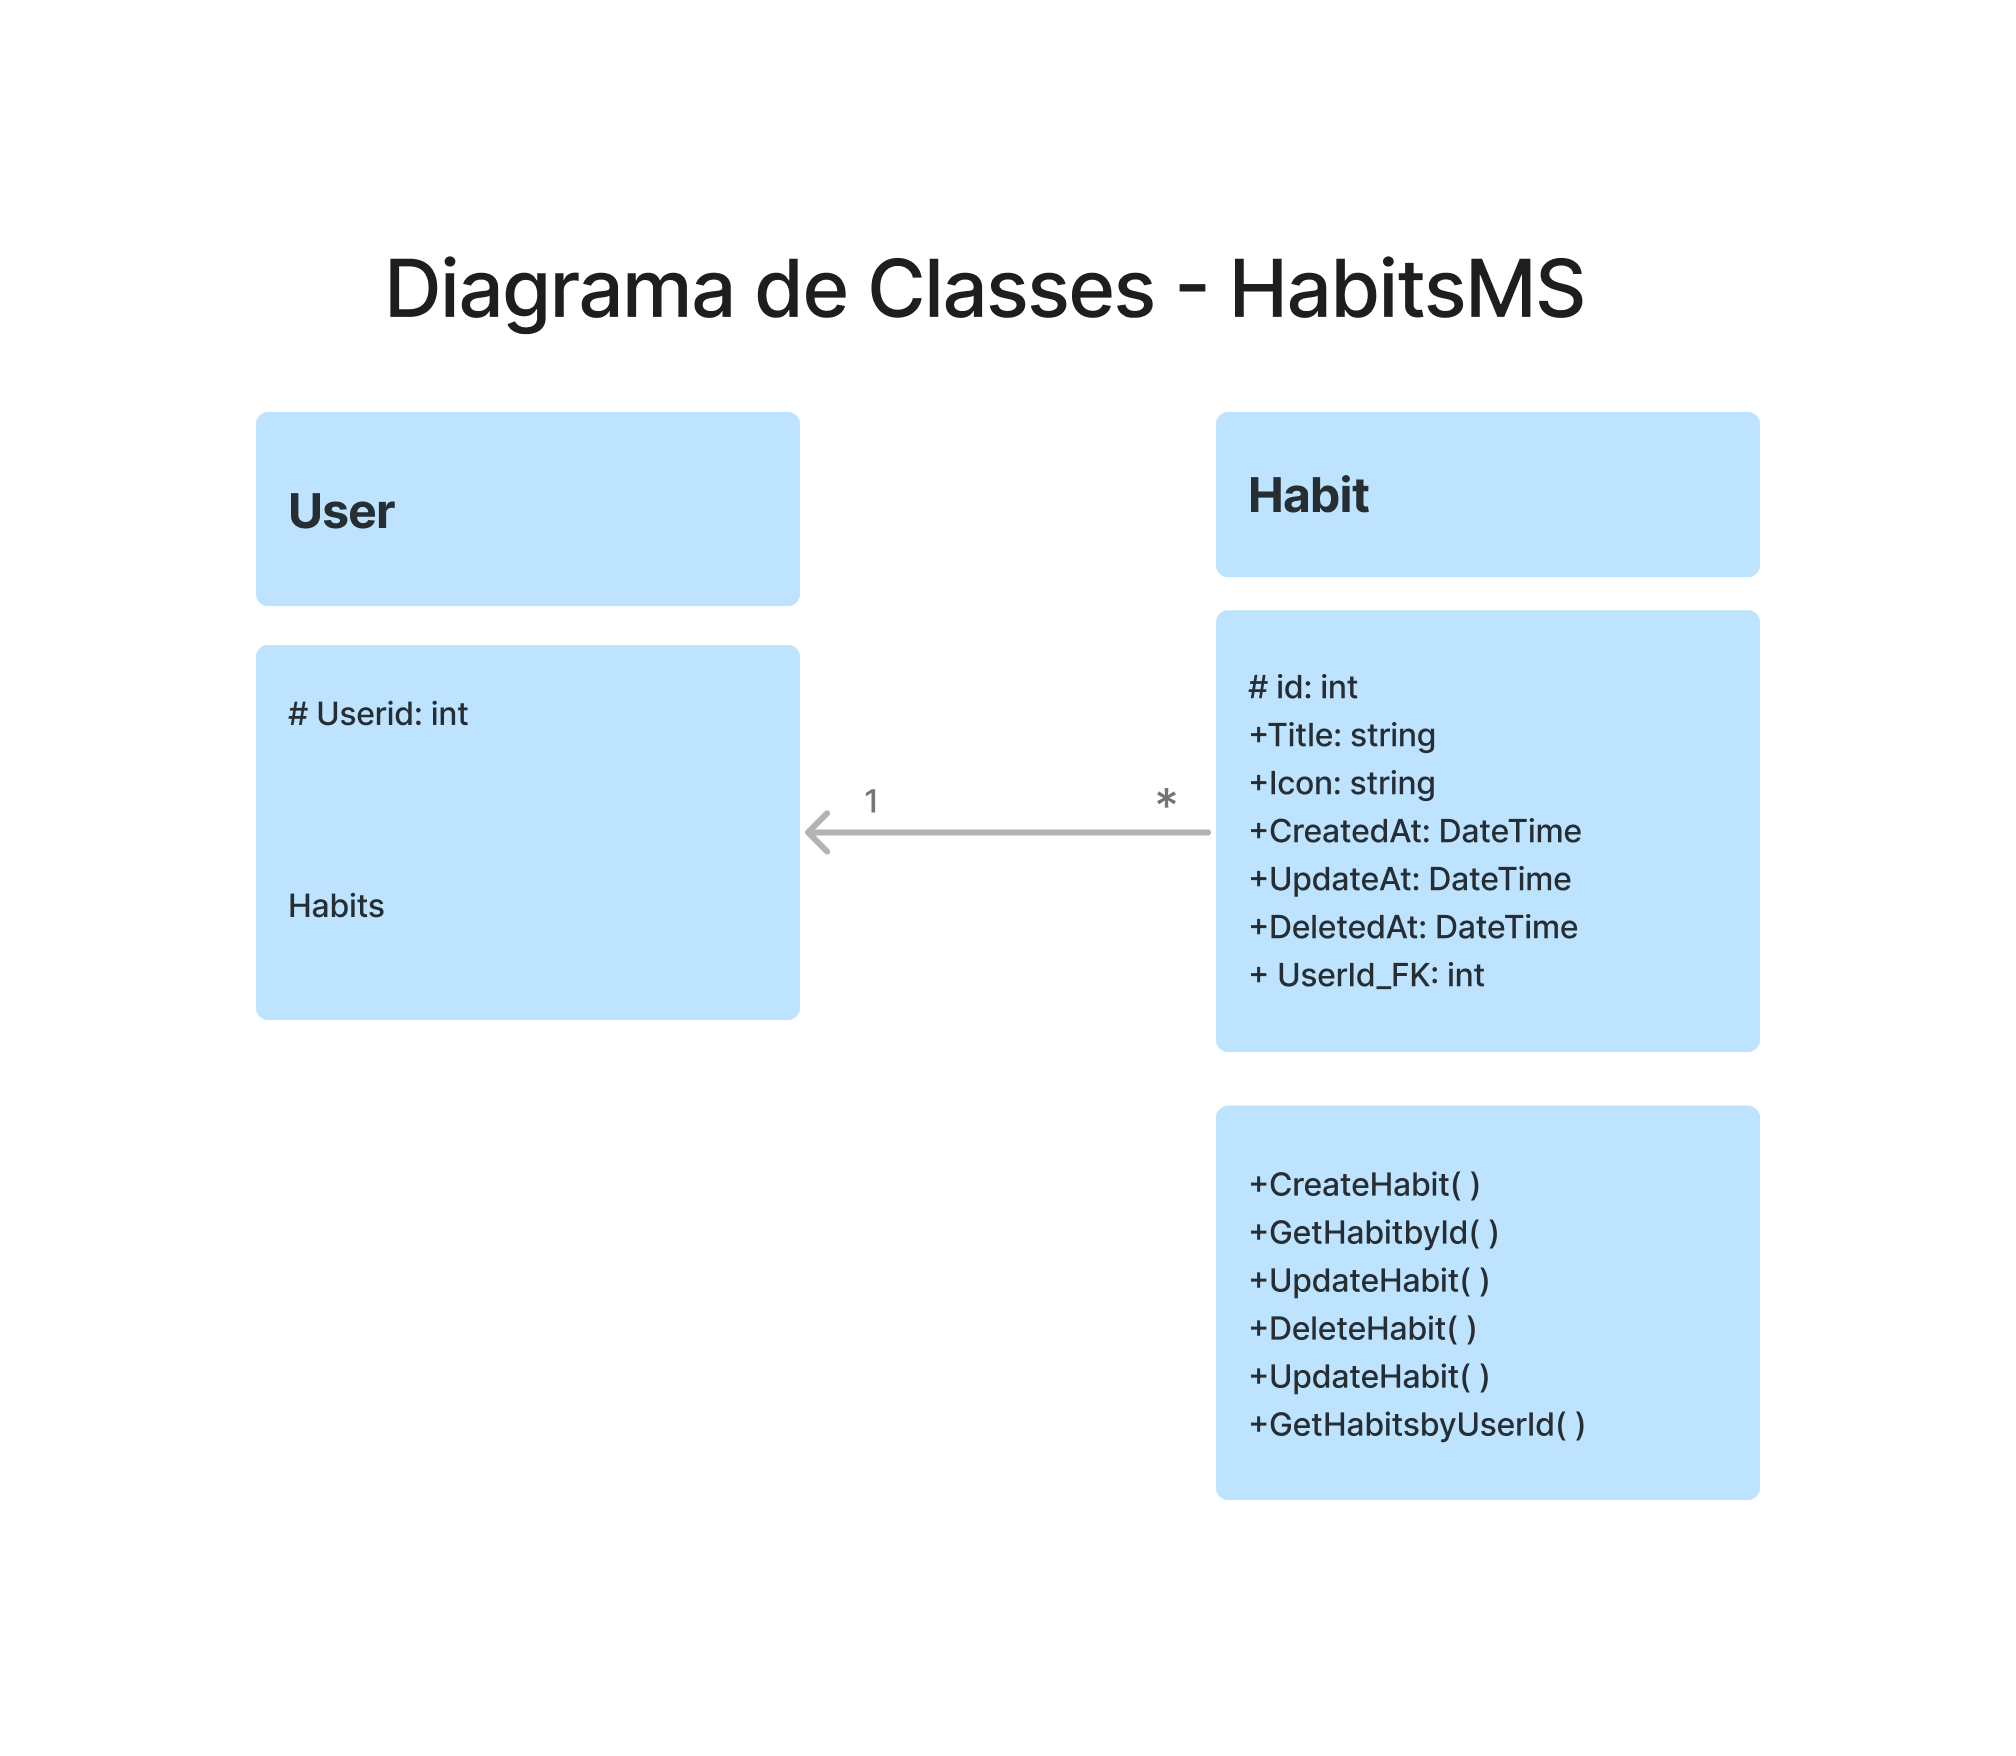 Diagrama de Classes - HabitsMS
User
# Userid: int
Habits
1
*
Habit
# id: int
+Title: string
+Icon: string
+CreatedAt: DateTime
+UpdateAt: DateTime
+DeletedAt: DateTime
+ UserId_FK: int
+CreateHabit( )
+GetHabitbyId( )
+UpdateHabit( )
+DeleteHabit( )
+UpdateHabit( )
+GetHabitsbyUserId( )